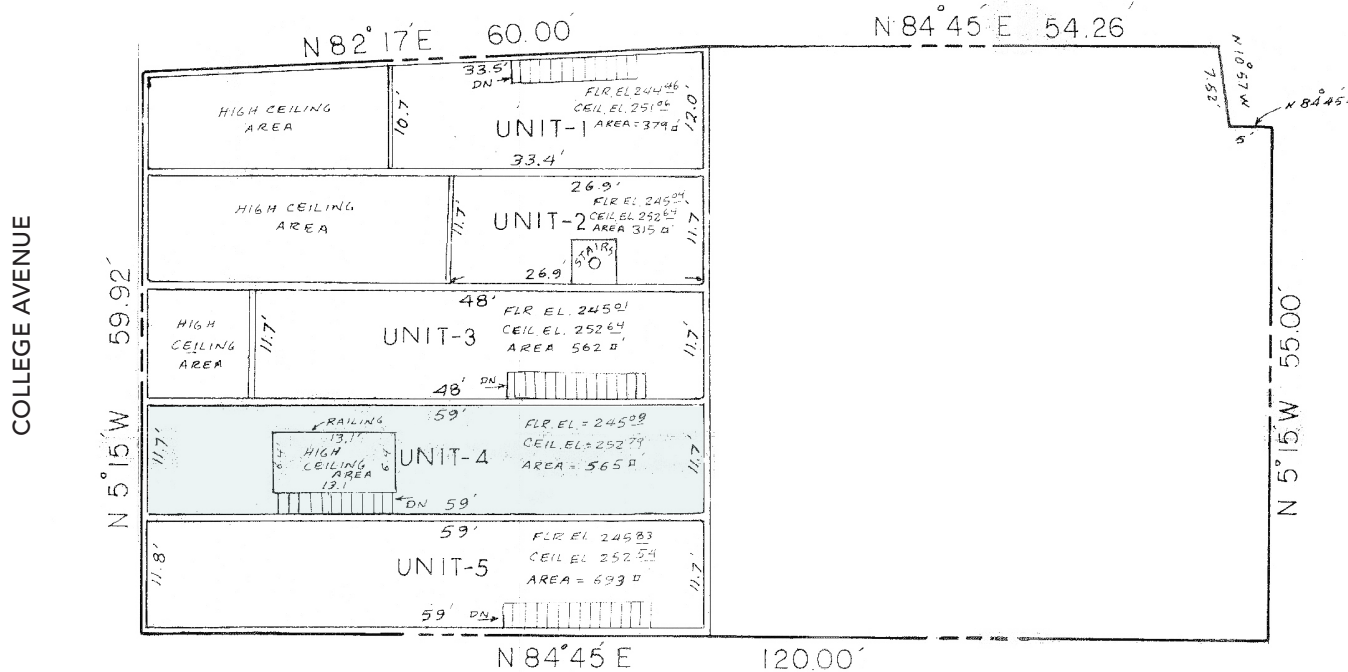 N 82° 17' E 60.00'
N 84° 45' E 54.26
N 10° 57' W
7.52'
N 84° 45'
5'
COLLEGE AVENUE
N 5° 15' W 59.92'
HIGH CEILING
AREA
10.7'
33.5'
DN
UNIT-1
FLR. EL 244 46
CEIL. EL. 251 06
AREA = 379 □'
12.0'
33.4'
HIGH CEILING
AREA
11.7'
26.9'
UNIT-2
FLR EL. 245 04
CEIL EL 252 64
AREA 315 □'
11.7
STAIRS
26.9'
HIGH
CEILING
AREA
11.7'
48'
UNIT-3
FLR EL. 245 01
CEIL. EL. 252 64
AREA 562 □'
11.7'
48'
DN
59'
11.7'
RAILING
13.1'
6.4
HIGH
CEILING
AREA
6.4
13.1'
UNIT-4
FLR. EL = 245 09
CEIL. EL = 252 79
AREA = 565 □'
11.7'
DN 59'
59'
11.8'
UNIT-5
FLR EL 245 83
CEIL EL 252 54
AREA = 693 □'
11.7'
59' DN
N 5° 15' W 55.00'
N 84° 45' E 120.00'